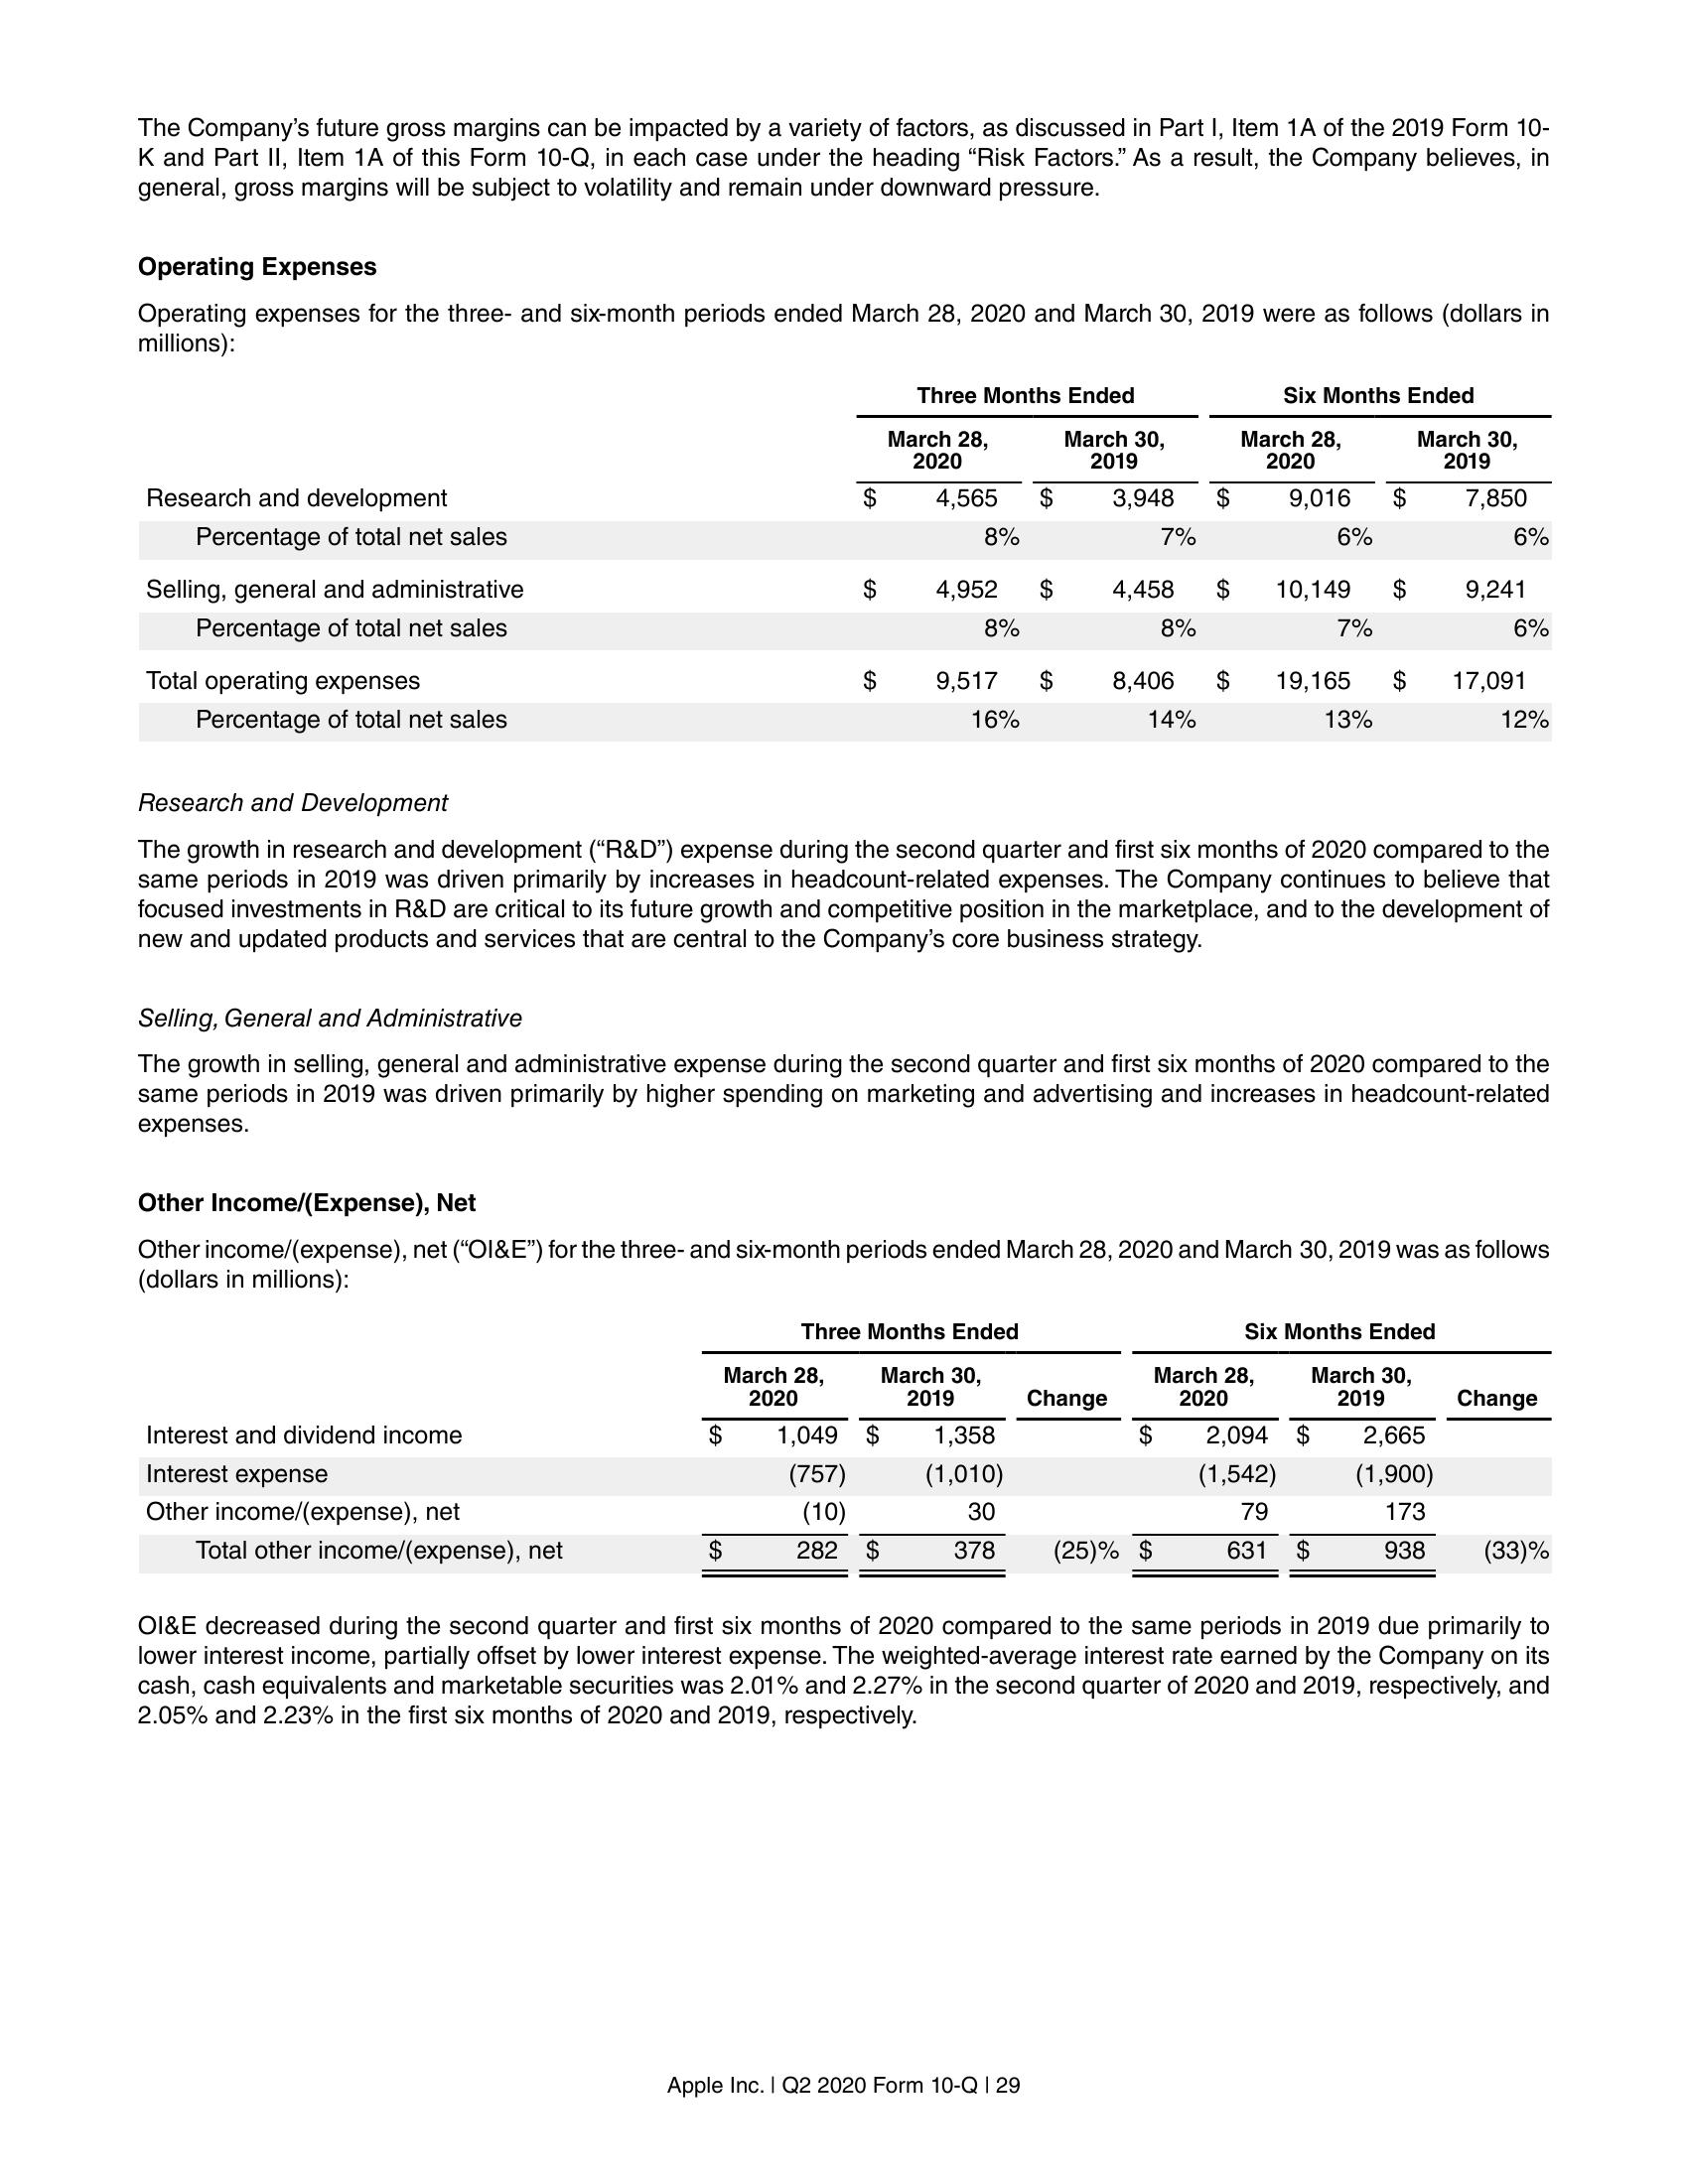 The Company’s future gross margins can be impacted by a variety of factors, as discussed in Part I, Item 1A of the 2019 Form 10-
K and Part II, Item 1A of this Form 10-Q, in each case under the heading “Risk Factors.” As a result, the Company believes, in
general, gross margins will be subject to volatility and remain under downward pressure.
Operating Expenses
Operating expenses for the three- and six-month periods ended March 28, 2020 and March 30, 2019 were as follows (dollars in
millions):
Three Months Ended Six Months Ended
March 28, March 30, March 28, March 30,
2020 2019 2020 2019
Research and development $ 4,565 $ 3,948 $ 9,016 $ 7,850
Percentage of total net sales 8% 7% 6% 6%
Selling, general and administrative $ 4,952 $ 4,458 $ 10,149 $ 9,241
Percentage of total net sales 8% 8% 7% 6%
Total operating expenses $ 9,517 $ 8,406 $ 19,165 $ 17,091
Percentage of total net sales 16% 14% 13% 12%
Research and Development
The growth in research and development (“R&D”) expense during the second quarter and first six months of 2020 compared to the
same periods in 2019 was driven primarily by increases in headcount-related expenses. The Company continues to believe that
focused investments in R&D are critical to its future growth and competitive position in the marketplace, and to the development of
new and updated products and services that are central to the Company’s core business strategy.
Selling, General and Administrative
The growth in selling, general and administrative expense during the second quarter and first six months of 2020 compared to the
same periods in 2019 was driven primarily by higher spending on marketing and advertising and increases in headcount-related
expenses.
Other Income/(Expense), Net
Other income/(expense), net (“OI&E”) for the three- and six-month periods ended March 28, 2020 and March 30, 2019 was as follows
(dollars in millions):
Three Months Ended Six Months Ended
March 28, March 30, March 28, March 30,
2020 2019 Change 2020 2019 Change
Interest and dividend income $ 1,049 $ 1,358 $ 2,094 $ 2,665
Interest expense (757) (1,010) (1,542) (1,900)
Other income/(expense), net (10) 30 79 173
Total other income/(expense), net $ 282 $ 378 (25)% $ 631 $ 938 (33)%
OI&E decreased during the second quarter and first six months of 2020 compared to the same periods in 2019 due primarily to
lower interest income, partially offset by lower interest expense. The weighted-average interest rate earned by the Company on its
cash, cash equivalents and marketable securities was 2.01% and 2.27% in the second quarter of 2020 and 2019, respectively, and
2.05% and 2.23% in the first six months of 2020 and 2019, respectively.
Apple Inc. | Q2 2020 Form 10-Q | 29